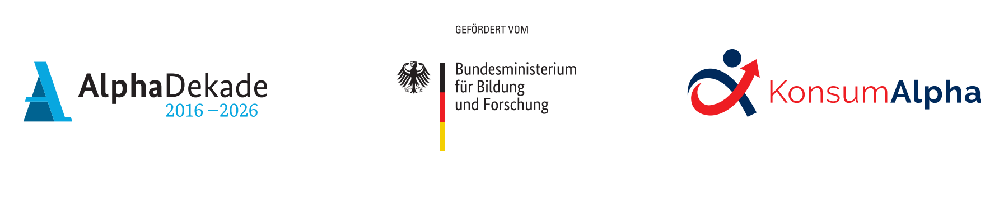 AlphaDekade
2016–2026
GEFÖRDERT VOM
Bundesministerium
für Bildung
und Forschung
KonsumAlpha